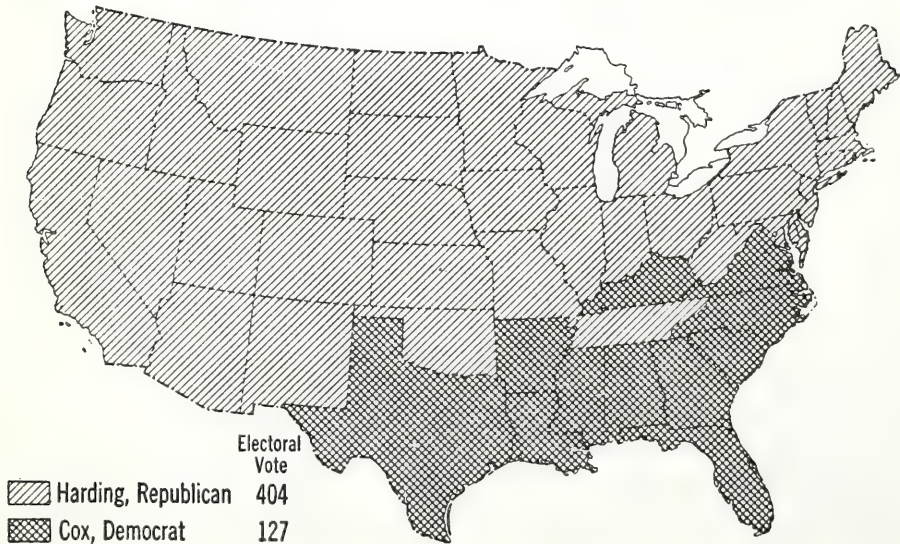 Electoral
Vote
Harding, Republican 404
Cox, Democrat 127